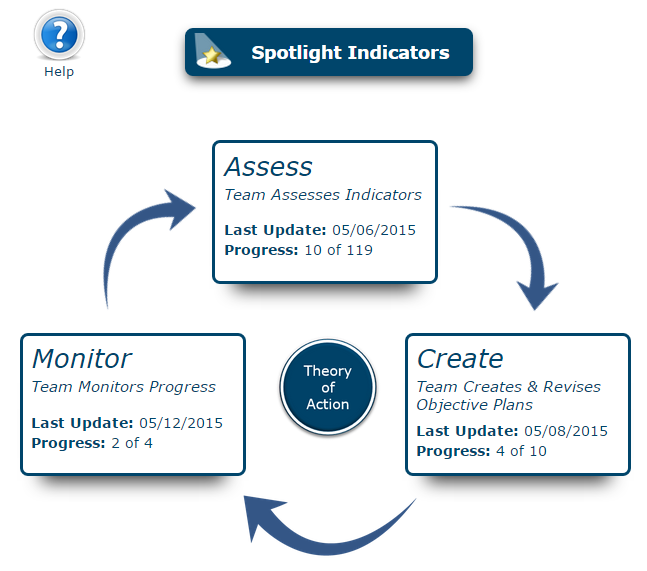 Help
Spotlight Indicators
Assess
Team Assesses Indicators
Last Update: 05/06/2015
Progress: 10 of 119
Monitor
Team Monitors Progress
Last Update: 05/12/2015
Progress: 2 of 4
Theory
of
Action
Create
Team Creates & Revises
Objective Plans
Last Update: 05/08/2015
Progress: 4 of 10